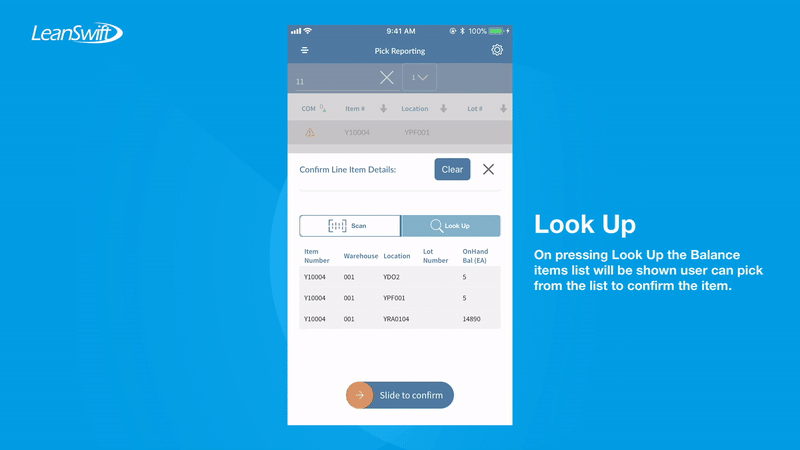 LeanSwift
9:41 AM
100%
Pick Reporting
11
1
COM Item # Location Lot #
Y10004 YPF001
Confirm Line Item Details:
Clear
Scan
Look Up
Item Number Warehouse Location Lot Number OnHand Bal (EA)
Y10004 001 YDO2 5
Y10004 001 YPF001 5
Y10004 001 YRA0104 14890
Slide to confirm
Look Up
On pressing Look Up the Balance
items list will be shown user can pick
from the list to confirm the item.